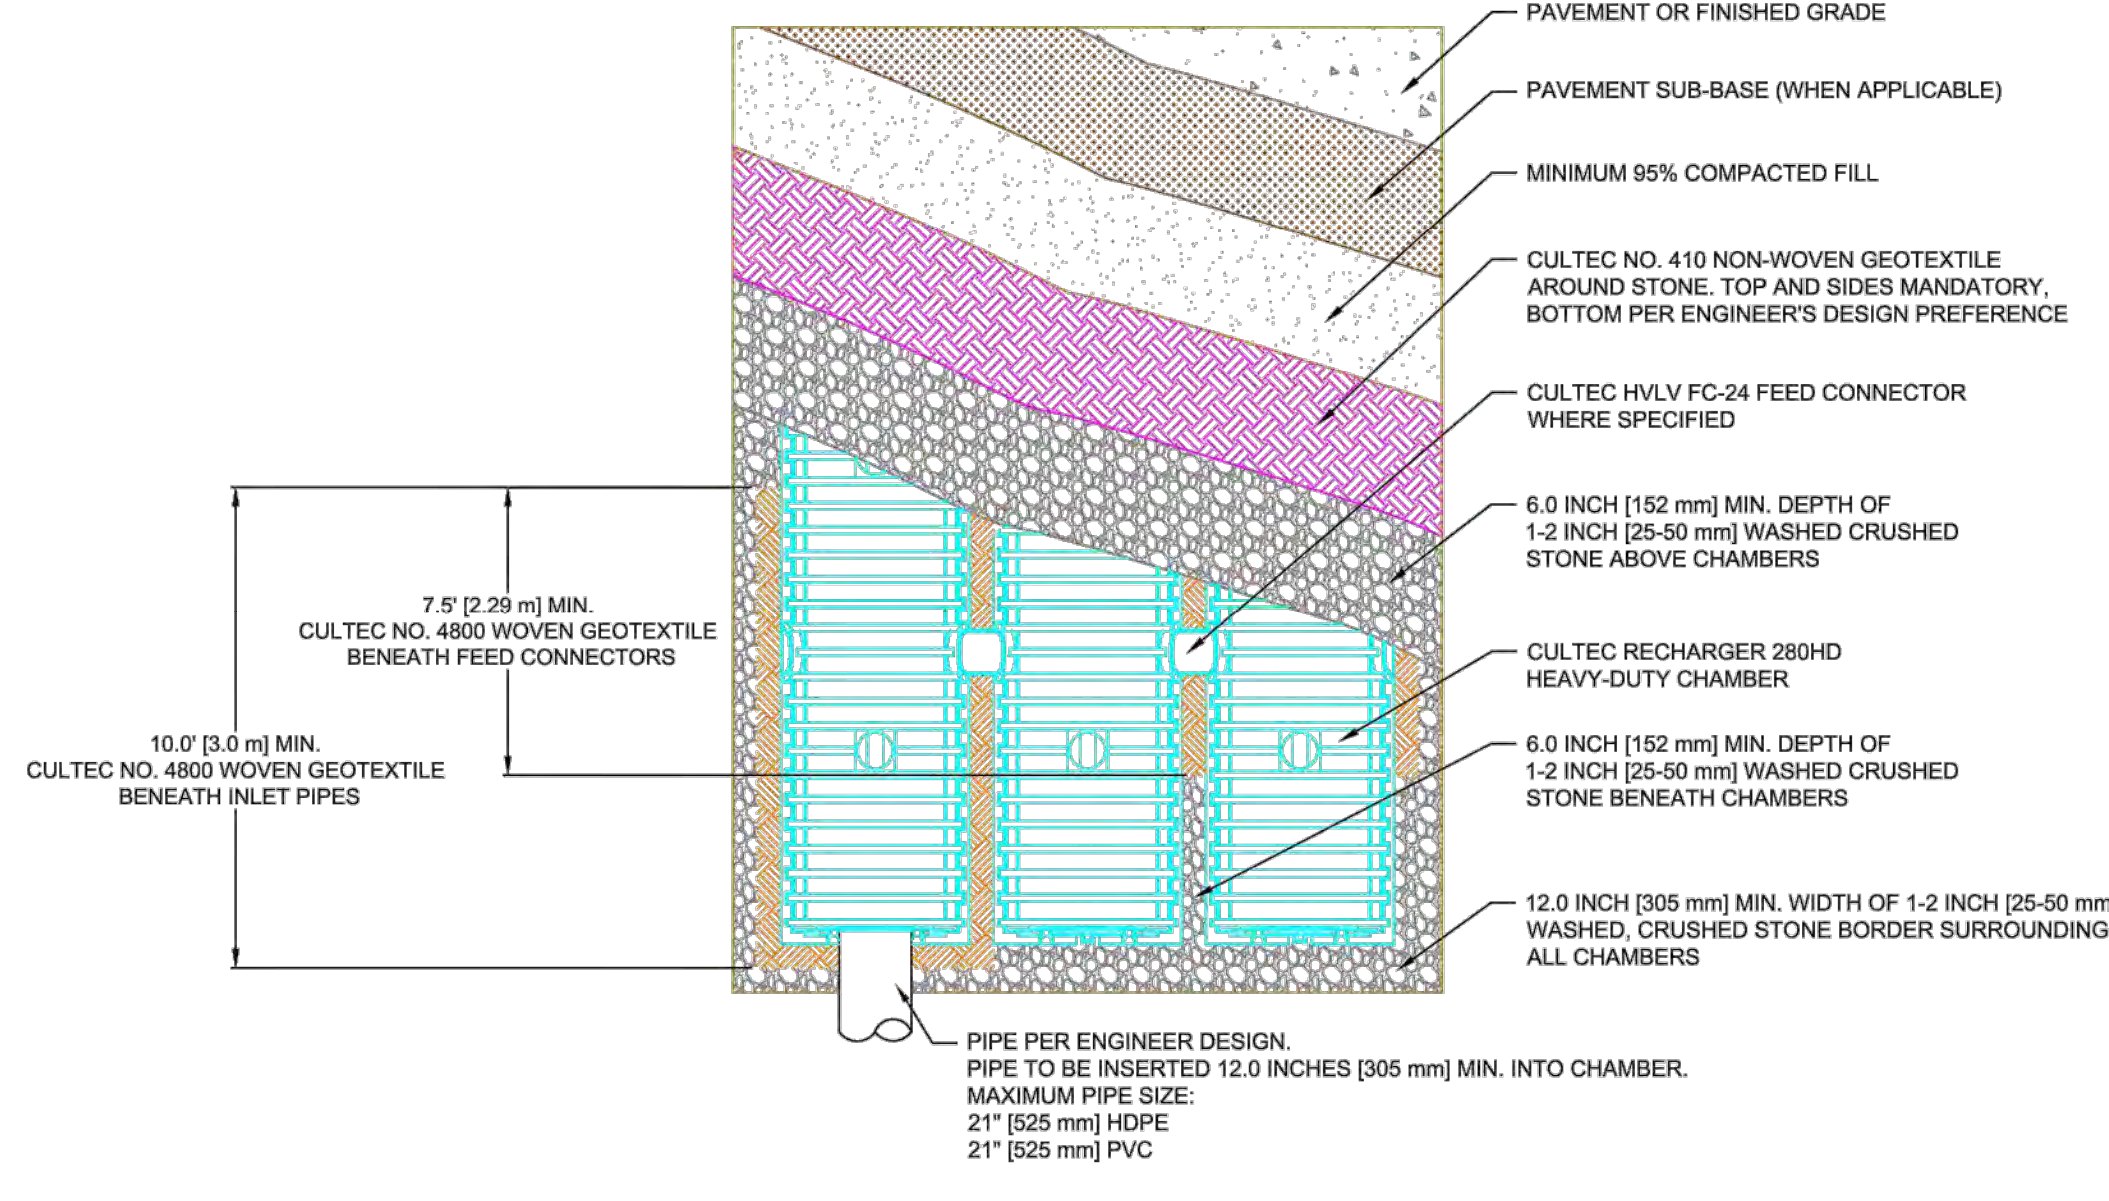 PAVEMENT OR FINISHED GRADE
PAVEMENT SUB-BASE (WHEN APPLICABLE)
MINIMUM 95% COMPACTED FILL
CULTEC NO. 410 NON-WOVEN GEOTEXTILE
AROUND STONE. TOP AND SIDES MANDATORY,
BOTTOM PER ENGINEER'S DESIGN PREFERENCE
CULTEC HVLV FC-24 FEED CONNECTOR
WHERE SPECIFIED
6.0 INCH [152 mm] MIN. DEPTH OF
1-2 INCH [25-50 mm] WASHED CRUSHED
STONE ABOVE CHAMBERS
7.5' [2.29 m] MIN.
CULTEC NO. 4800 WOVEN GEOTEXTILE
BENEATH FEED CONNECTORS
CULTEC RECHARGER 280HD
HEAVY-DUTY CHAMBER
10.0' [3.0 m] MIN.
CULTEC NO. 4800 WOVEN GEOTEXTILE
BENEATH INLET PIPES
6.0 INCH [152 mm] MIN. DEPTH OF
1-2 INCH [25-50 mm] WASHED CRUSHED
STONE BENEATH CHAMBERS
12.0 INCH [305 mm] MIN. WIDTH OF 1-2 INCH [25-50 mm
WASHED, CRUSHED STONE BORDER SURROUNDING
ALL CHAMBERS
PIPE PER ENGINEER DESIGN.
PIPE TO BE INSERTED 12.0 INCHES [305 mm] MIN. INTO CHAMBER.
MAXIMUM PIPE SIZE:
21" [525 mm] HDPE
21" [525 mm] PVC